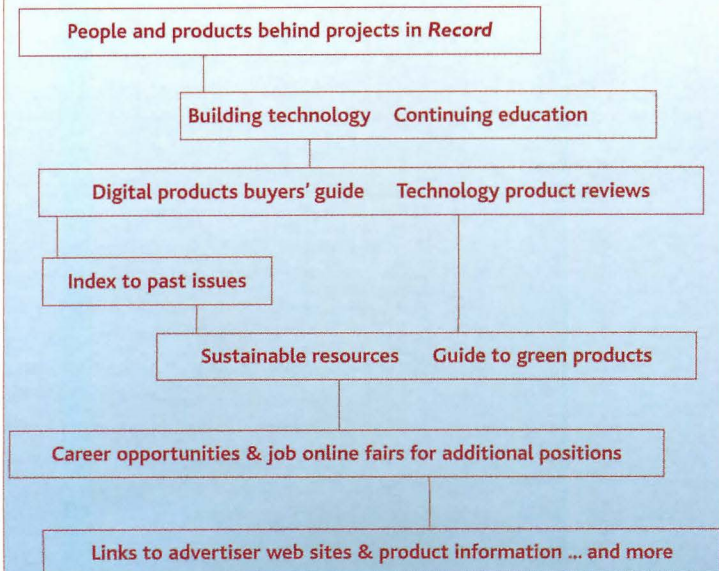 People and products behind projects in Record
Building technology Continuing education
Digital products buyers' guide Technology product reviews
Index to past issues
Sustainable resources Guide to green products
Career opportunities & job online fairs for additional positions
Links to advertiser web sites & product information ... and more